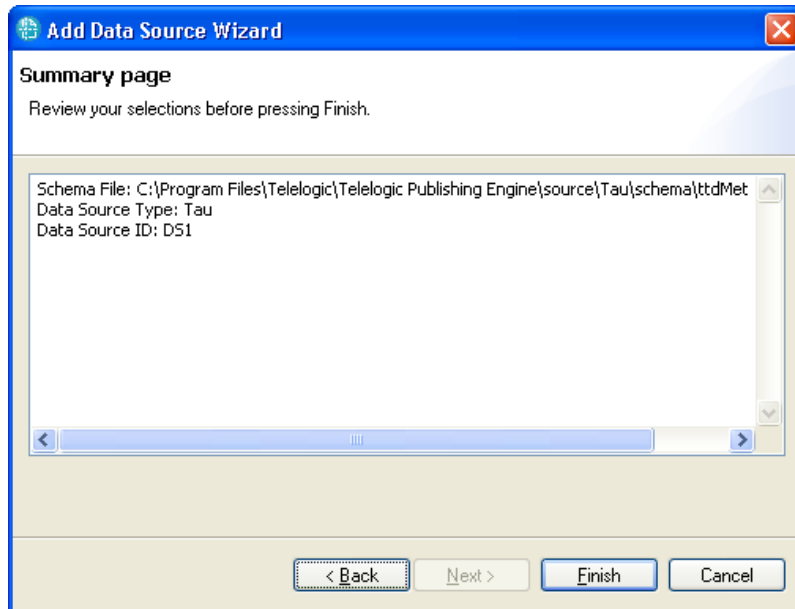 Add Data Source Wizard
Summary page
Review your selections before pressing Finish.
Schema File: C:\Program Files\Telelogic\Telelogic Publishing Engine\source\Tau\schema\ttdMet
Data Source Type: Tau
Data Source ID: DS1
< Back Next > Finish Cancel